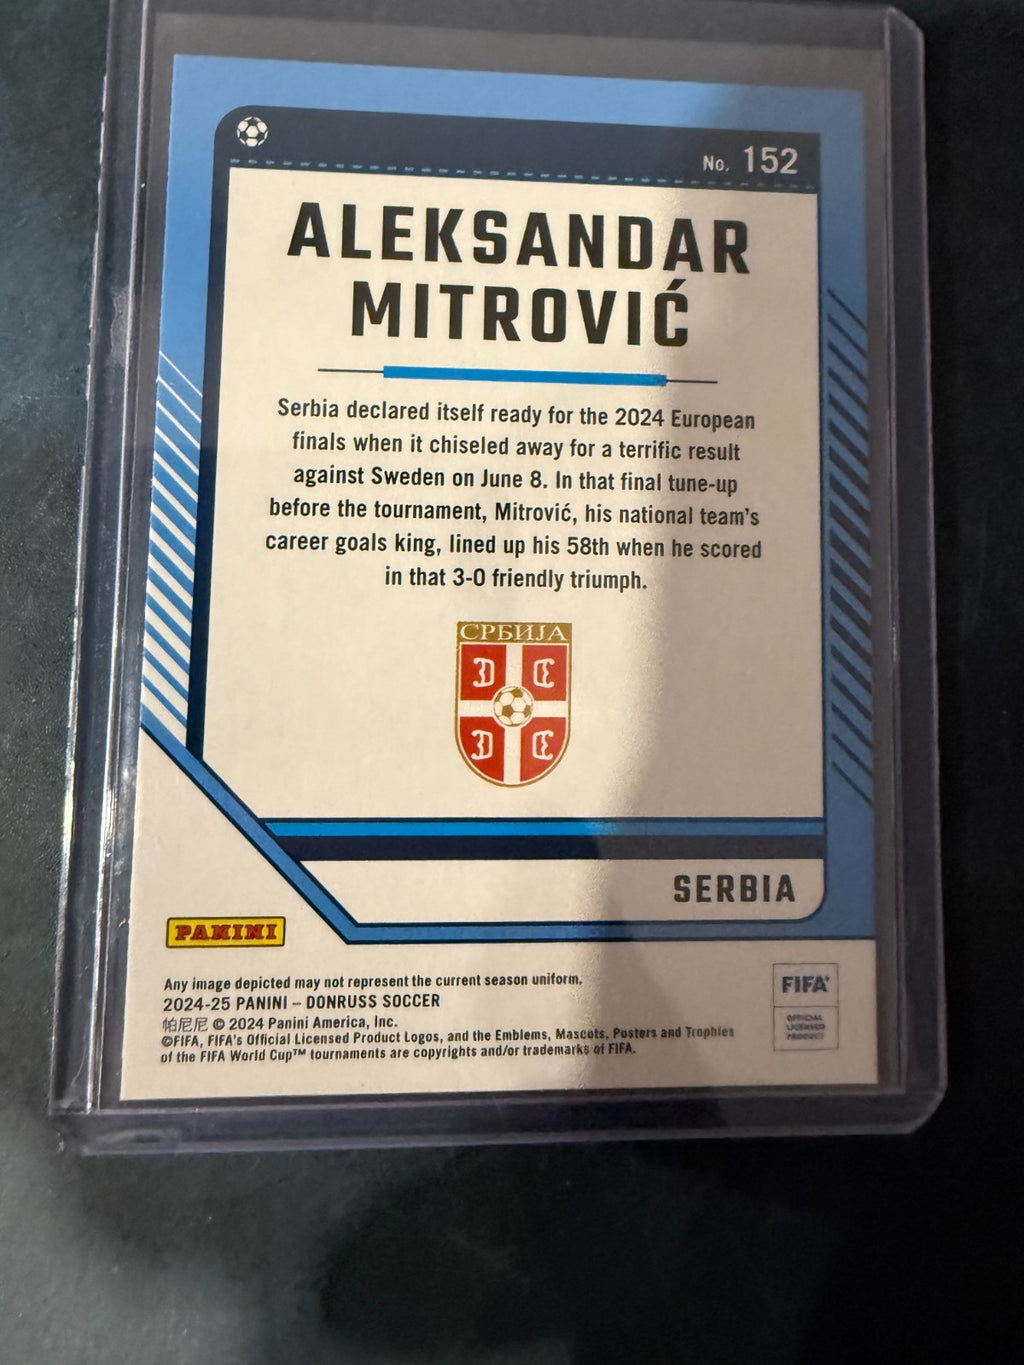 No. 152
ALEKSANDAR
MITROVIĆ
Serbia declared itself ready for the 2024 European
finals when it chiseled away for a terrific result
against Sweden on June 8. In that final tune-up
before the tournament, Mitrović, his national team's
career goals king, lined up his 58th when he scored
in that 3-0 friendly triumph.
СРБИЈА
SERBIA
PANINI
Any image depicted may not represent the current season uniform.
2024-25 PANINI – DONRUSS SOCCER
帕尼尼 © 2024 Panini America, Inc.
©FIFA, FIFA's Official Licensed Product Logos, and the Emblems, Mascots, Posters and Trophies
of the FIFA World Cup™ tournaments are copyrights and/or trademarks of FIFA.
FIFA
OFFICIAL
LICENSED
PRODUCT